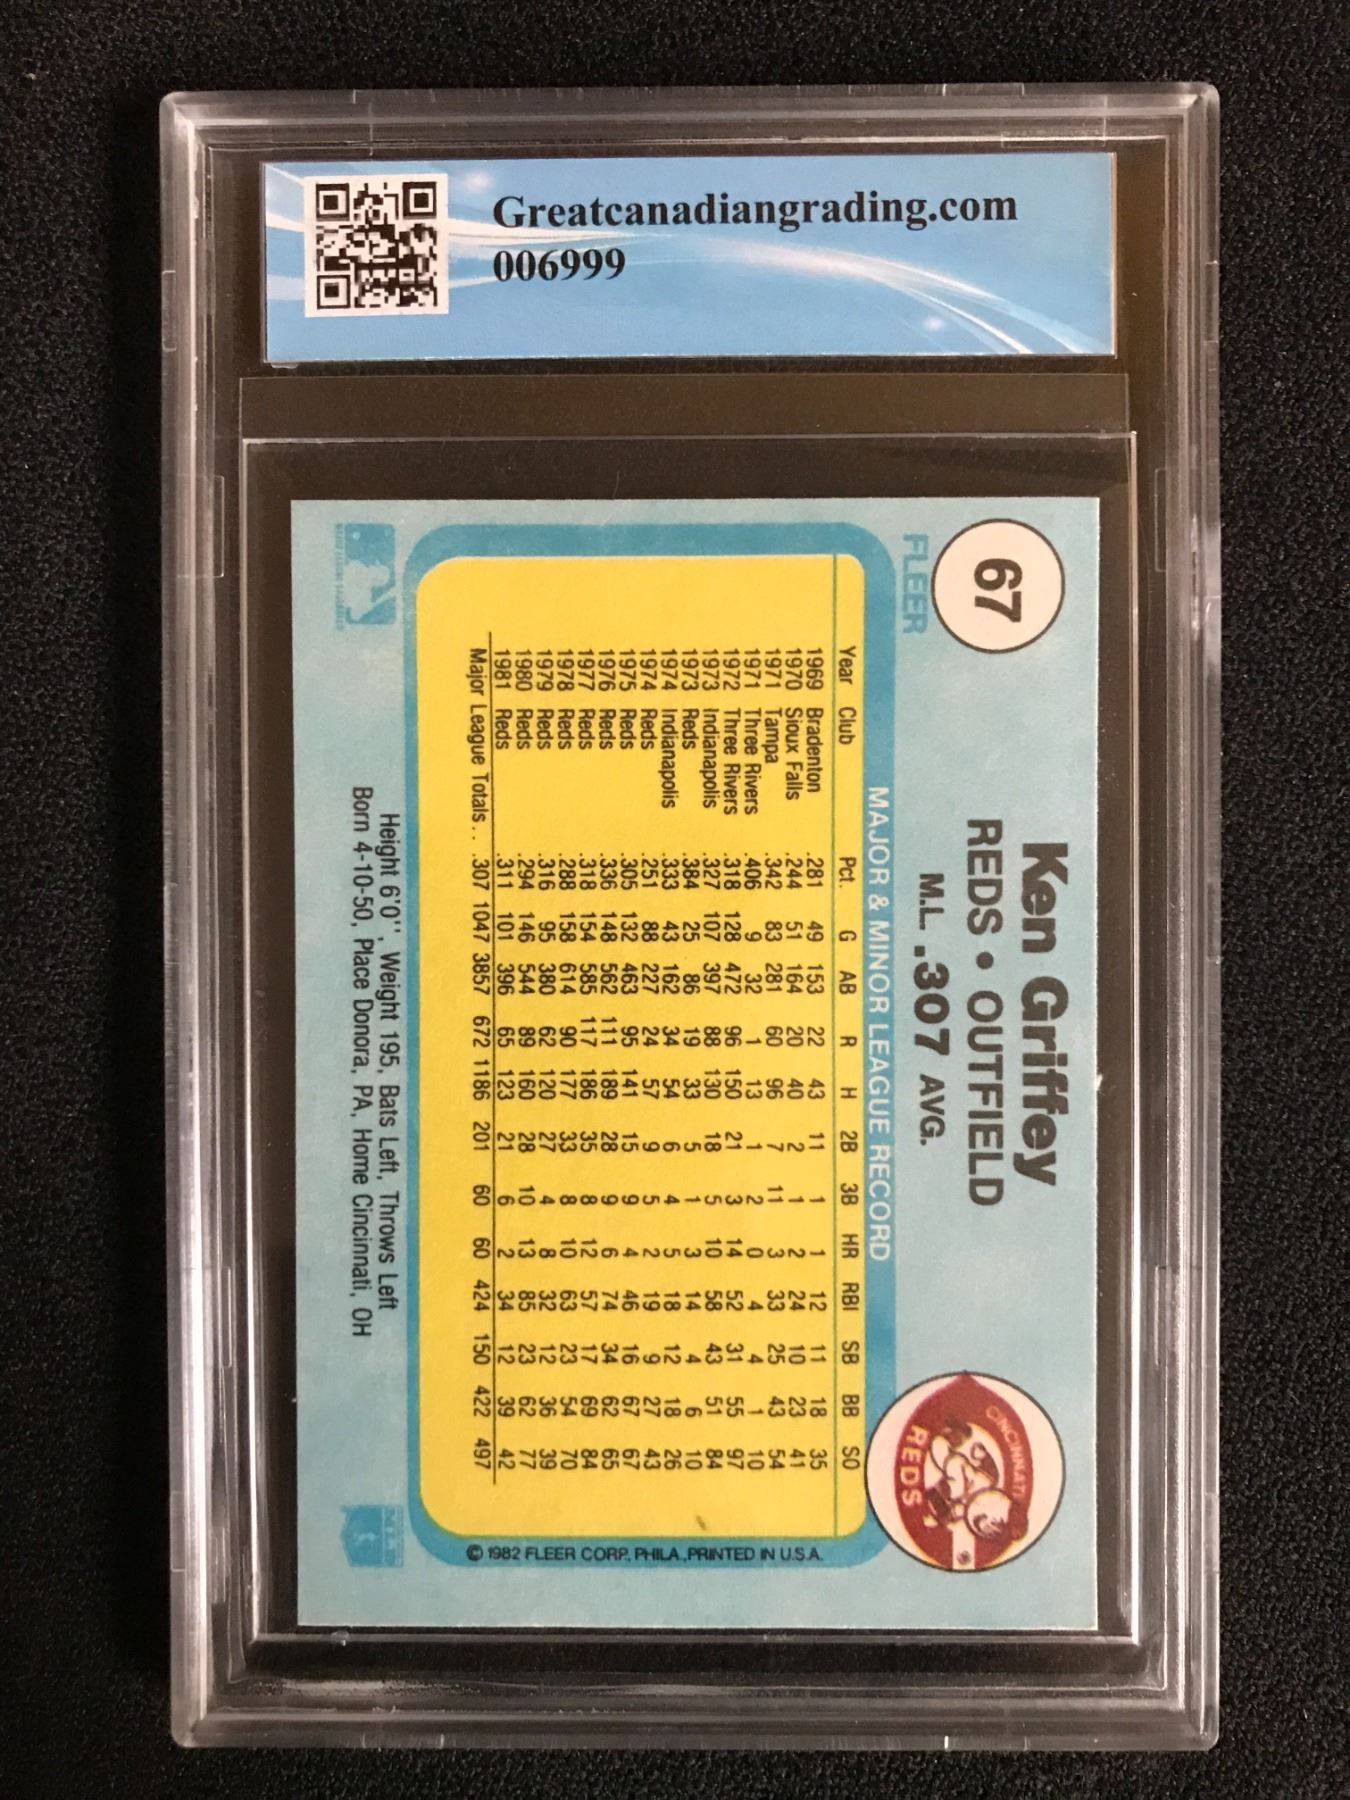 Greatcanadiangrading.com
006999
67
FLEER
Ken Griffey
REDS • OUTFIELD
M.L. .307 AVG.
CINCINNATI
REDS
MAJOR & MINOR LEAGUE RECORD
Year Club Pct. G AB R H 2B 3B HR RBI SB BB SO
1969 Bradenton .281 49 153 22 43 11 1 1 12 11 18 35
1970 Sioux Falls .244 51 164 20 40 2 1 2 24 10 23 41
1971 Tampa .342 83 281 60 96 7 11 3 33 25 43 54
1971 Three Rivers .406 9 32 1 13 1 2 0 4 4 1 10
1972 Three Rivers .318 128 472 96 150 21 3 14 52 31 55 97
1973 Indianapolis .327 107 397 88 130 18 5 10 58 43 51 84
1973 Reds .384 25 86 19 33 5 1 3 14 4 6 10
1974 Indianapolis .333 43 162 34 54 6 4 5 18 12 18 26
1974 Reds .251 88 227 24 57 9 5 2 19 9 27 43
1975 Reds .305 132 463 95 141 15 9 4 46 16 67 67
1976 Reds .336 148 562 111 189 28 9 6 74 34 62 65
1977 Reds .318 154 585 117 186 35 8 12 57 17 69 84
1978 Reds .288 158 614 90 177 33 8 10 63 23 54 70
1979 Reds .316 95 380 62 120 27 4 8 32 12 36 39
1980 Reds .294 146 544 89 160 28 10 13 85 23 62 77
1981 Reds .311 101 396 65 123 21 6 2 34 12 39 42
Major League Totals. . .307 1047 3857 672 1186 201 60 60 424 150 422 497
Height 6'0'', Weight 195, Bats Left, Throws Left
Born 4-10-50, Place Donora, PA, Home Cincinnati, OH
© 1982 FLEER CORP., PHILA., PRINTED IN U.S.A.